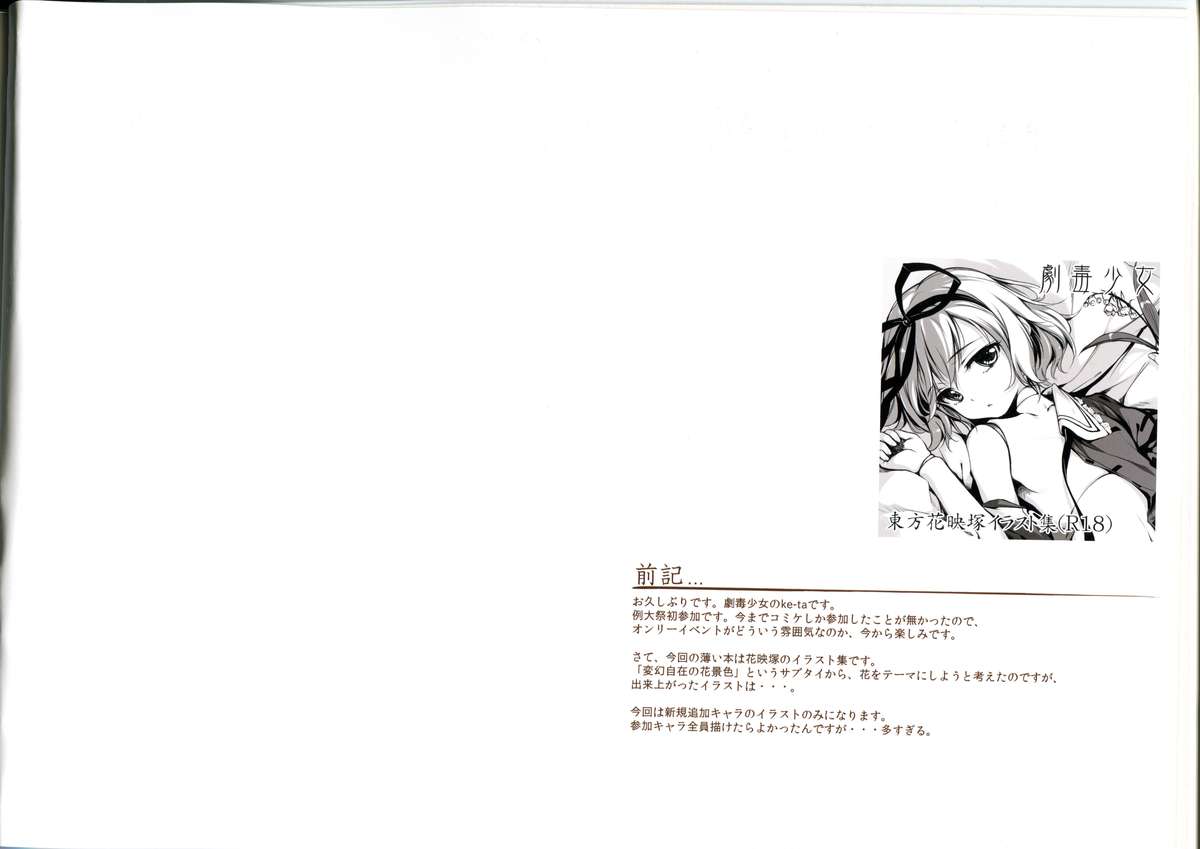 劇毒少女
東方花映塚イラスト集(R18)
前記...
お久しぶりです。劇毒少女のke-taです。
例大祭初参加です。今までコミケしか参加したことが無かったので、
オンリーイベントがどういう雰囲気なのか、今から楽しみです。
さて、今回の薄い本は花映塚のイラスト集です。
「変幻自在の花景色」というサブタイから、花をテーマにしようと考えたのですが、
出来上がったイラストは・・・。
今回は新規追加キャラのイラストのみになります。
参加キャラ全員描けたらよかったんですが・・・多すぎる。